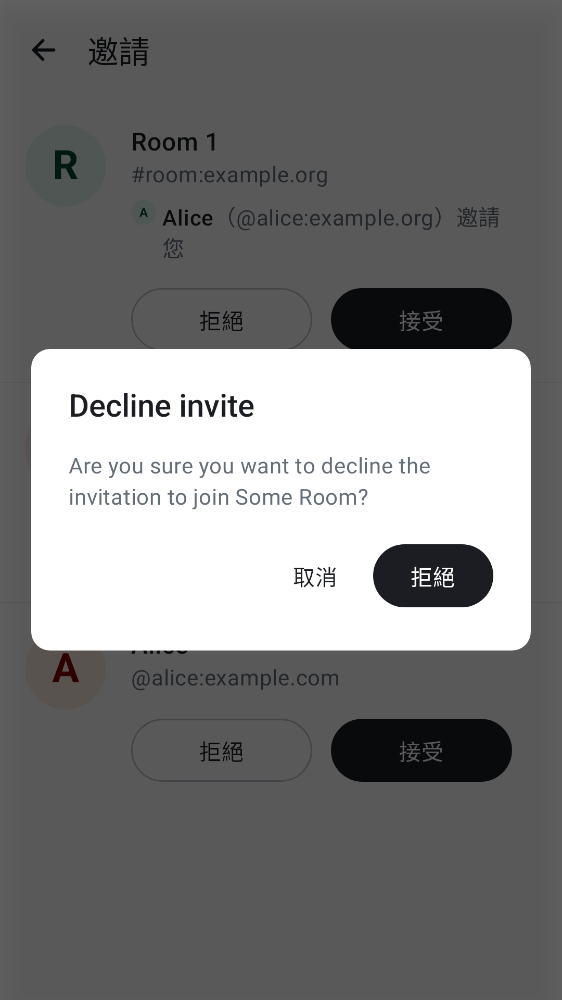 邀請
R
Room 1
#room:example.org
A Alice（@alice:example.org）邀請
您
拒絕
接受
Decline invite
Are you sure you want to decline the
invitation to join Some Room?
取消
拒絕
A
@alice:example.com
拒絕
接受